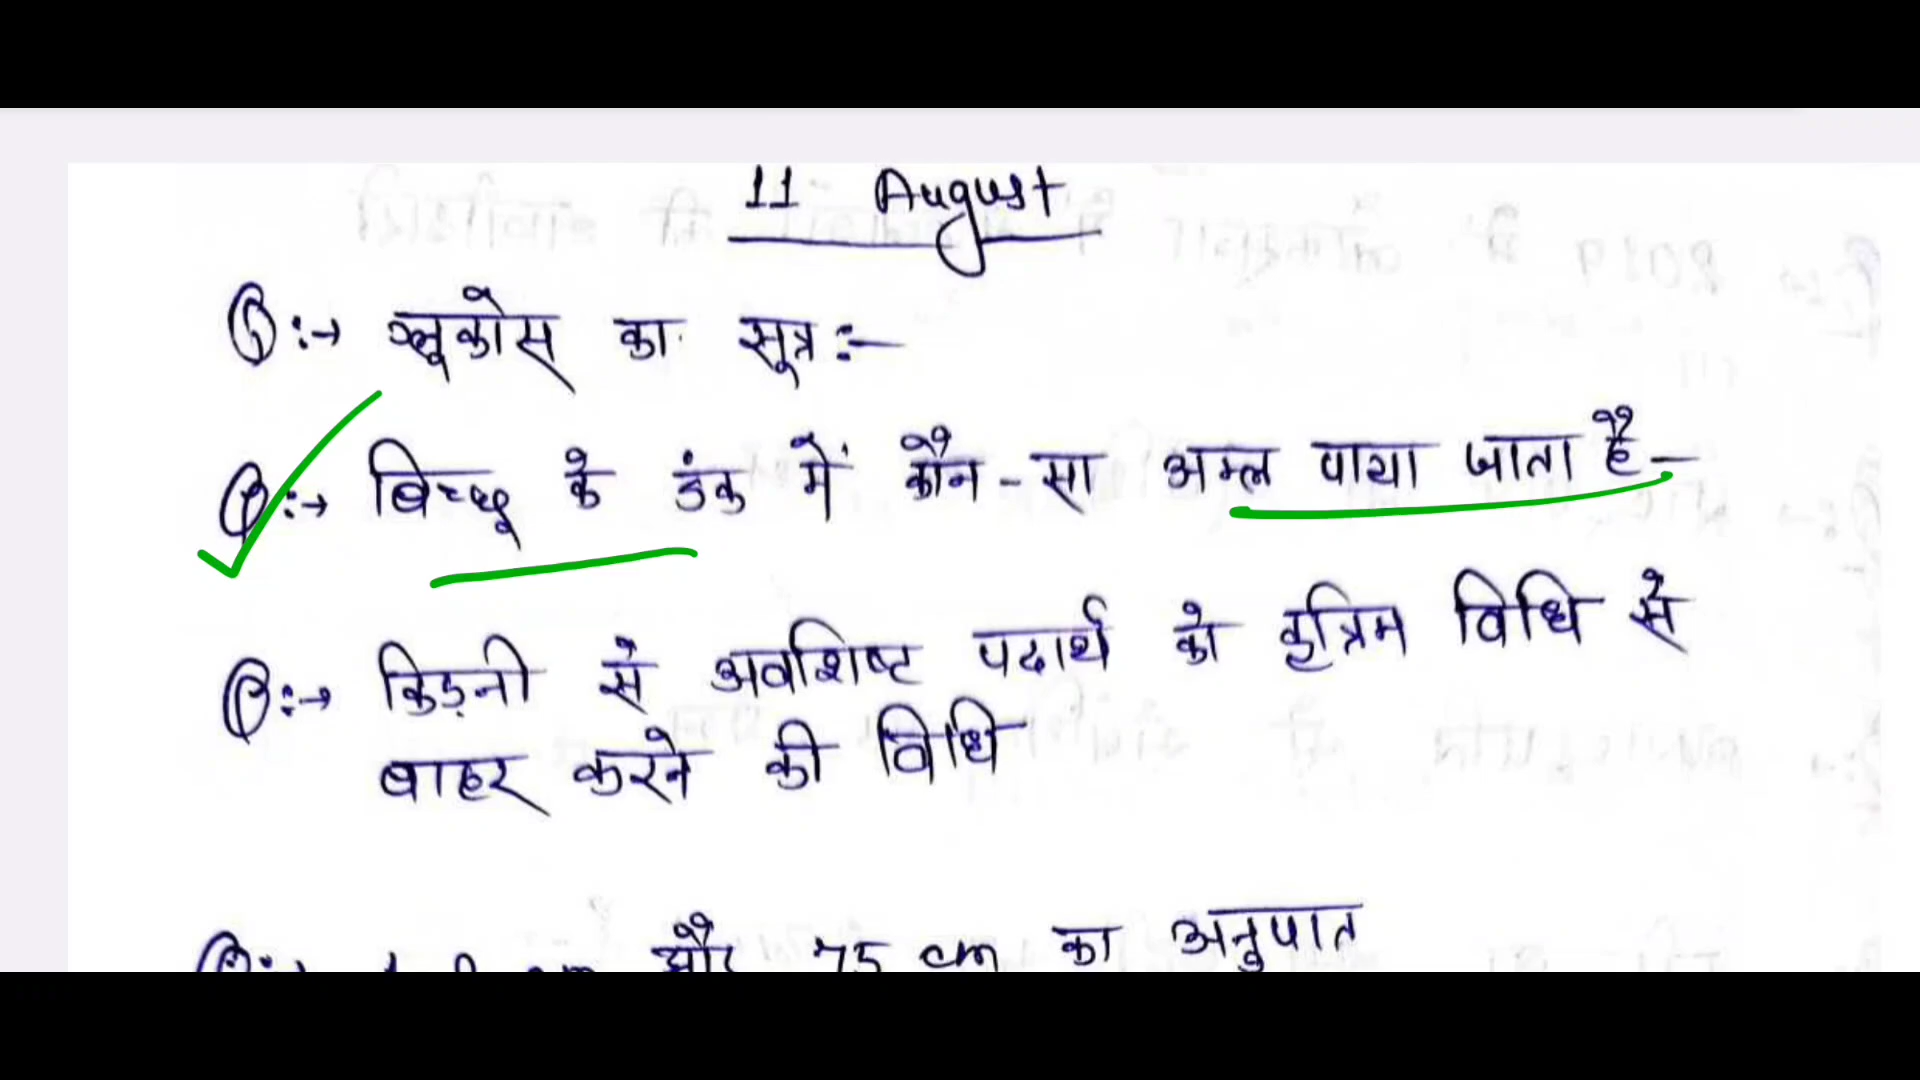 11 August
Q:→ ग्लूकोस का सूत्र:-
Q:→ बिच्छू के डंक में कौन-सा अम्ल पाया जाता है-
Q:→ किड़नी से अवशिष्ट पदार्थ को कृत्रिम विधि से
बाहर करने की विधि
और 75 cm का अनुपात